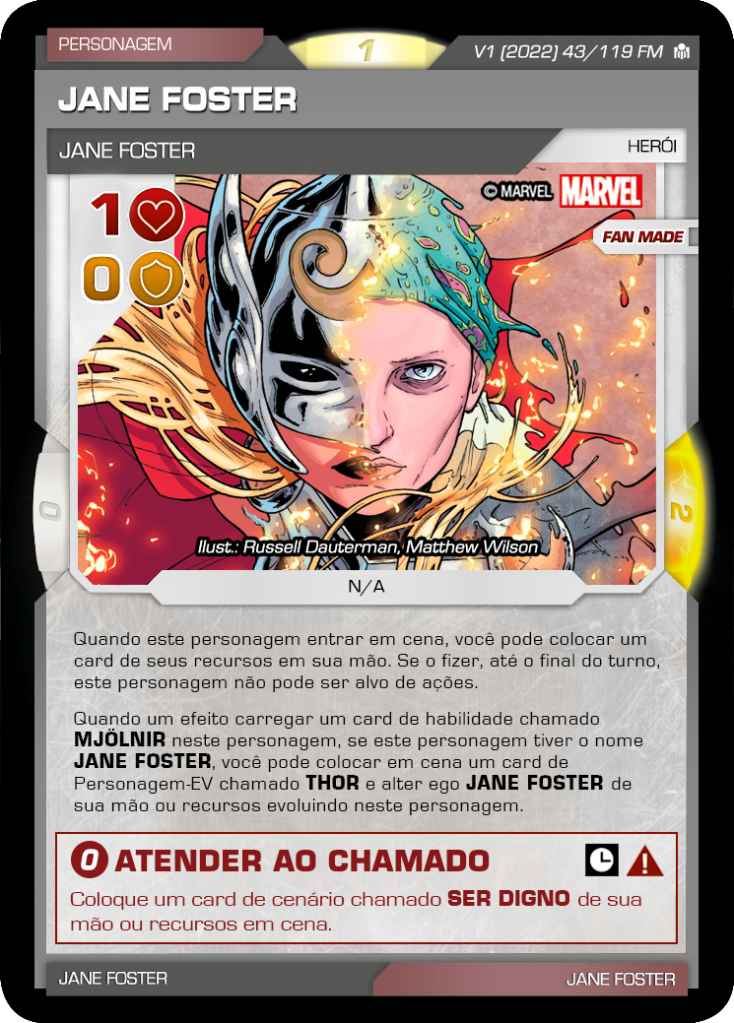 PERSONAGEM
1
V1 (2022) 43/119 FM
JANE FOSTER
JANE FOSTER
HERÓI
© MARVEL MARVEL
1
FAN MADE
0
0
2
Ilust.: Russell Dauterman, Matthew Wilson
N/A
Quando este personagem entrar em cena, você pode colocar um
card de seus recursos em sua mão. Se o fizer, até o final do turno,
este personagem não pode ser alvo de ações.
Quando um efeito carregar um card de habilidade chamado
MJÖLNIR neste personagem, se este personagem tiver o nome
JANE FOSTER, você pode colocar em cena um card de
Personagem-EV chamado THOR e alter ego JANE FOSTER de
sua mão ou recursos evoluindo neste personagem.
0 ATENDER AO CHAMADO
Coloque um card de cenário chamado SER DIGNO de sua
mão ou recursos em cena.
JANE FOSTER
JANE FOSTER